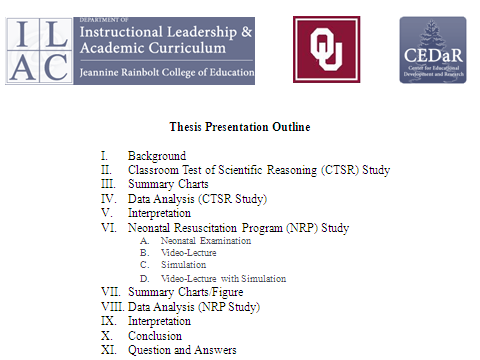 I L
A C
DEPARTMENT OF
Instructional Leadership &
Academic Curriculum
Jeannine Rainbolt College of Education
OU
CEDaR
Center for Educational
Development and Research
Thesis Presentation Outline
I. Background
II. Classroom Test of Scientific Reasoning (CTSR) Study
III. Summary Charts
IV. Data Analysis (CTSR Study)
V. Interpretation
VI. Neonatal Resuscitation Program (NRP) Study
A. Neonatal Examination
B. Video-Lecture
C. Simulation
D. Video-Lecture with Simulation
VII. Summary Charts/Figure
VIII. Data Analysis (NRP Study)
IX. Interpretation
X. Conclusion
XI. Question and Answers